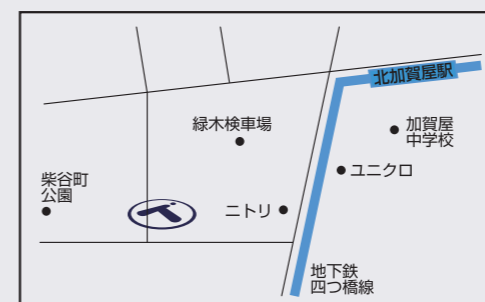 北加賀屋駅
緑木検車場
加賀屋
中学校
柴谷町
公園
ユニクロ
ニトリ
地下鉄
四つ橋線